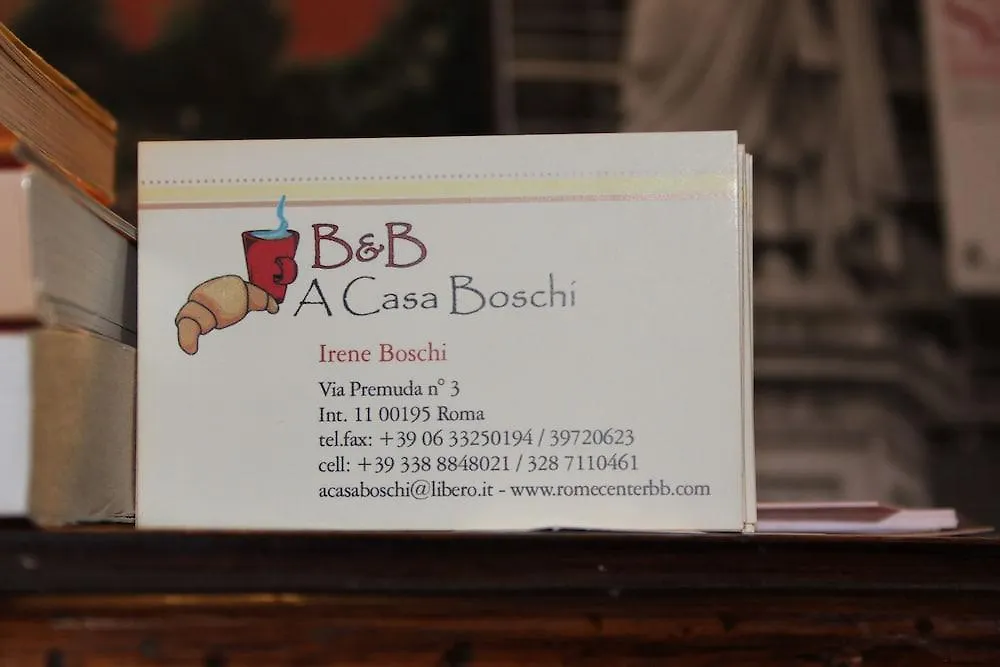 B&B
A Casa Boschi
Irene Boschi
Via Premuda n° 3
Int. 11 00195 Roma
tel.fax: +39 06 33250194 / 39720623
cell: +39 338 8848021 / 328 7110461
acasaboschi@libero.it - www.romecenterbb.com